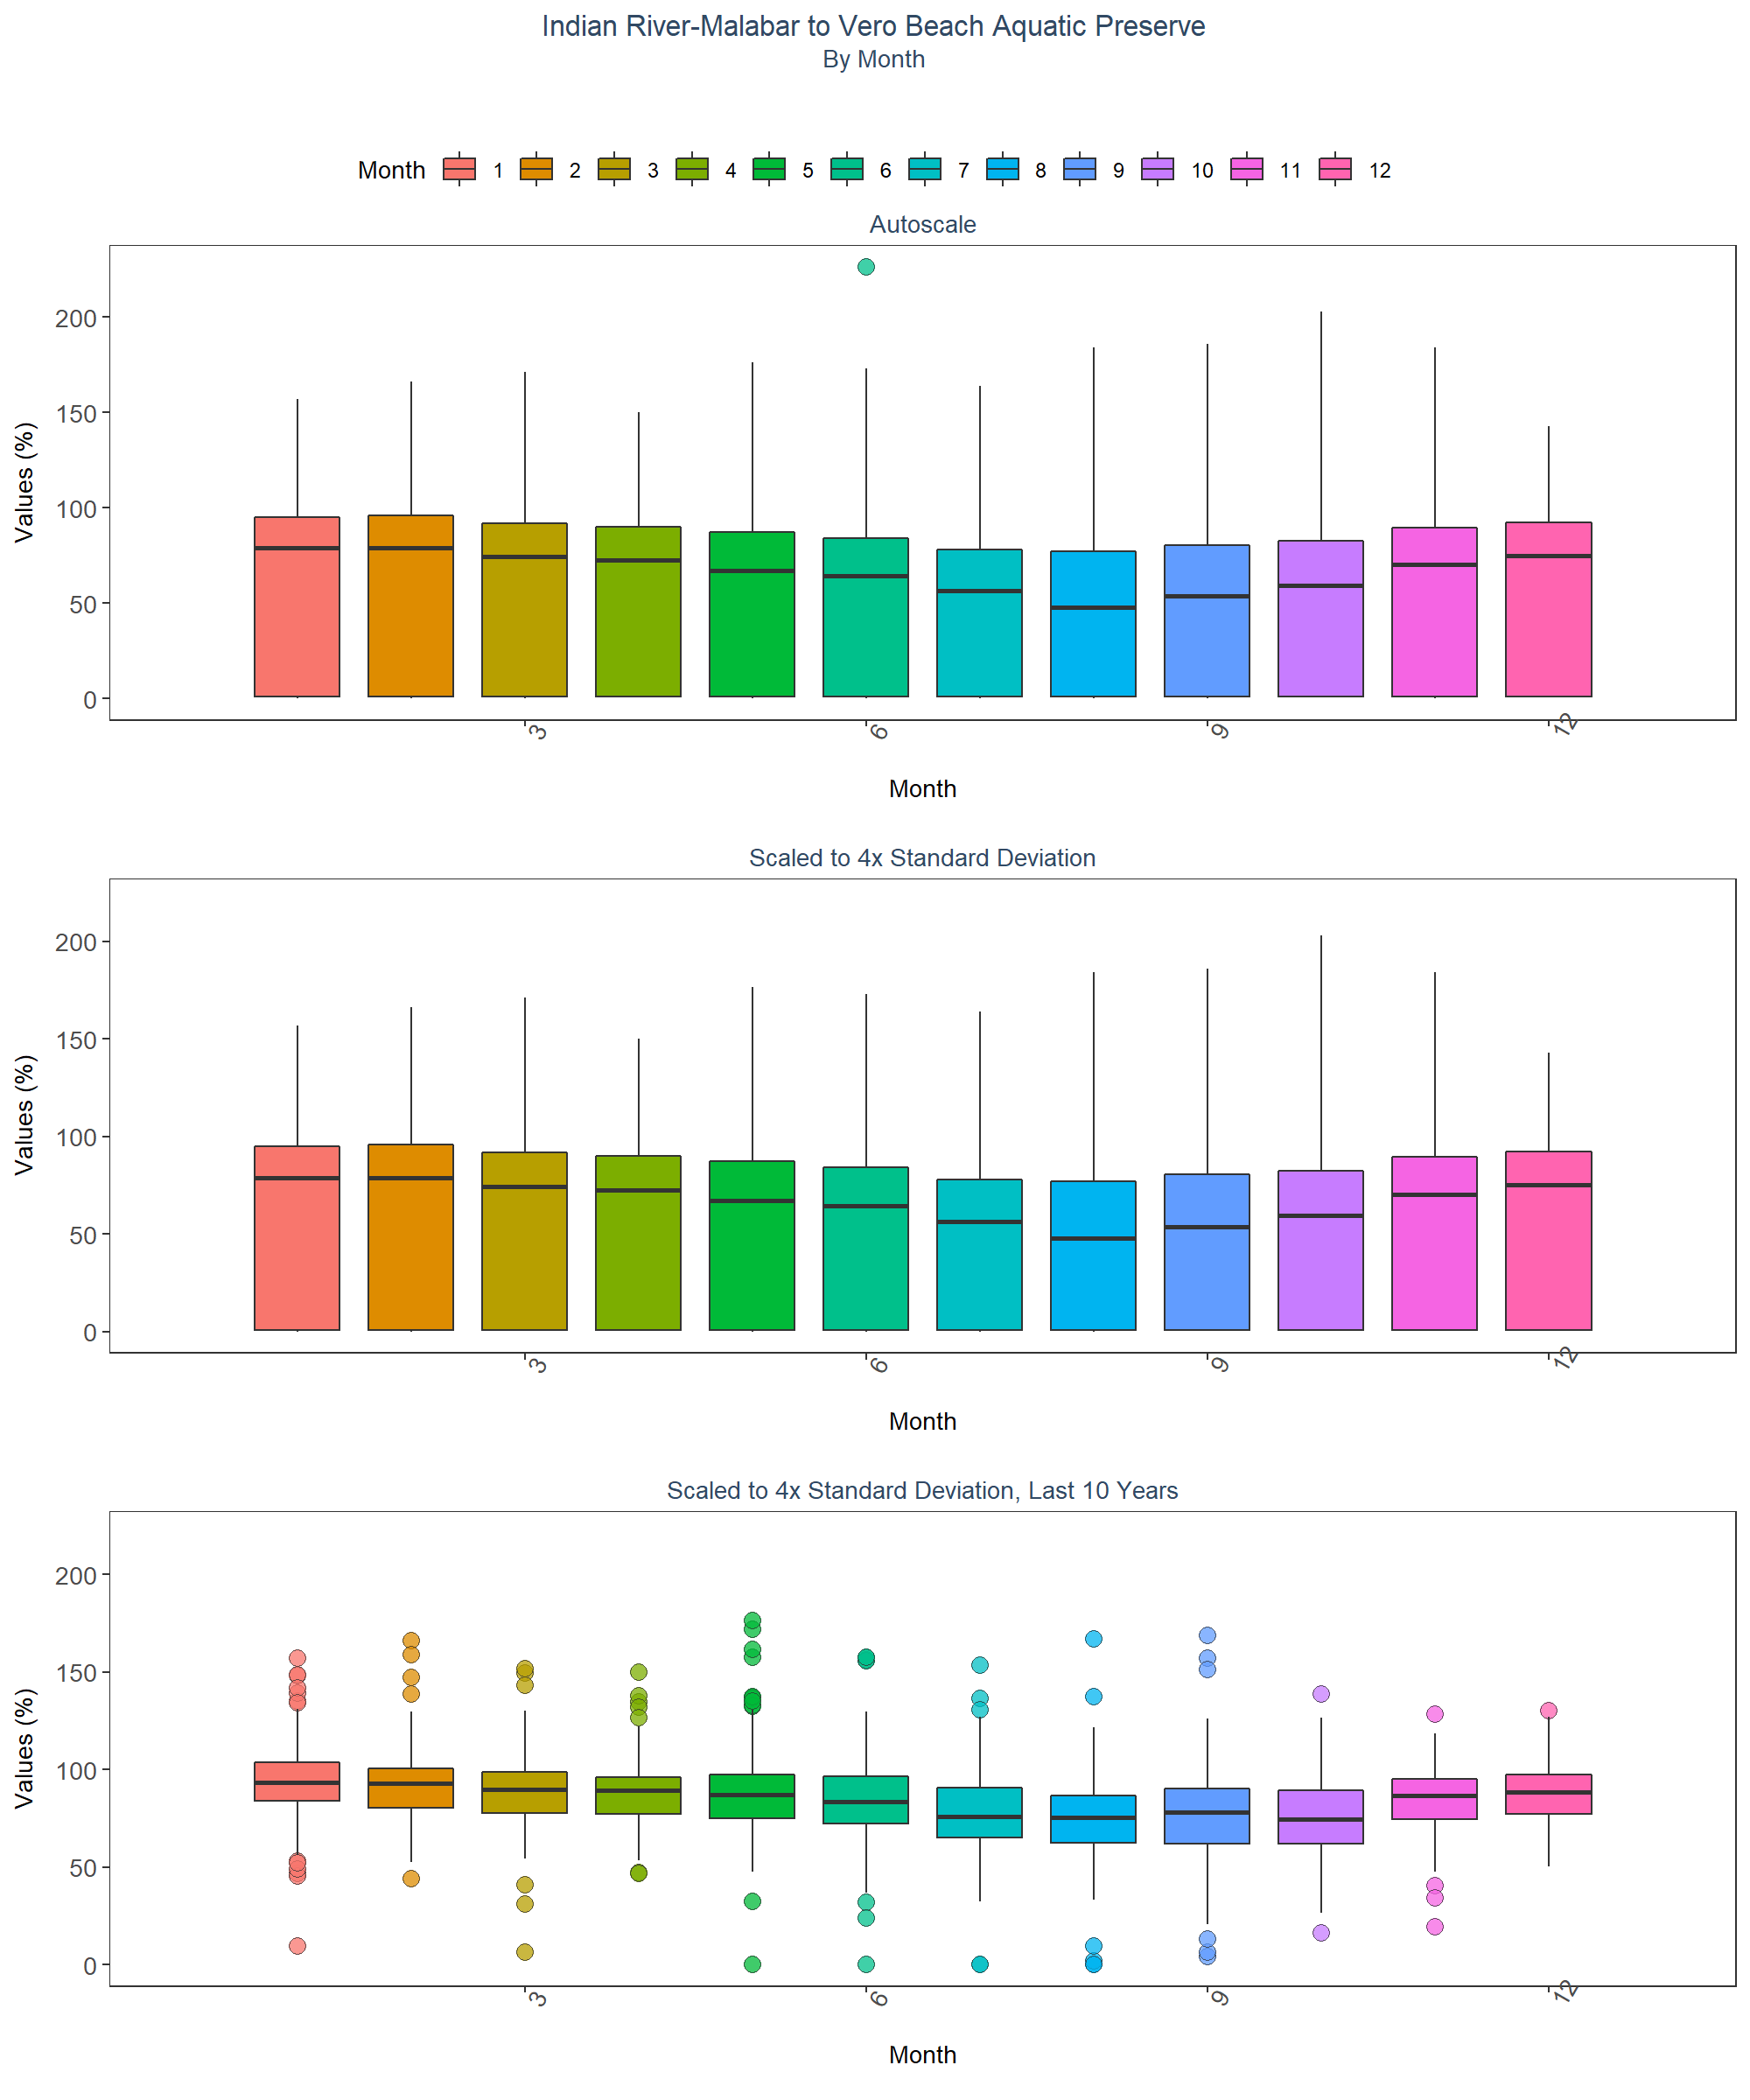 Indian River-Malabar to Vero Beach Aquatic Preserve
By Month
Month 1 2 3 4 5 6 7 8 9 10 11 12
Autoscale
Values (%)
200
150
100
50
0
3 6 9 12
Month
Scaled to 4x Standard Deviation
Values (%)
200
150
100
50
0
3 6 9 12
Month
Scaled to 4x Standard Deviation, Last 10 Years
Values (%)
200
150
100
50
0
3 6 9 12
Month